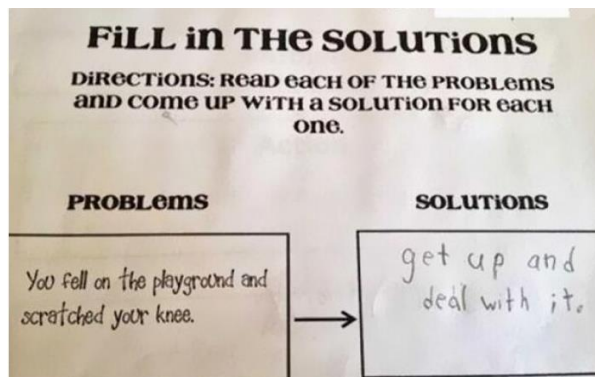 FiLL in THe SOLUTiONS
DiReCTiONS: ReaD eaCH OF THe PROBLems
anD Come UP WiTH a SOLUTION FOR eaCH
one.
PROBLems
SOLUTiONS
You fell on the playground and
scratched your knee.
get up and
deal with it.